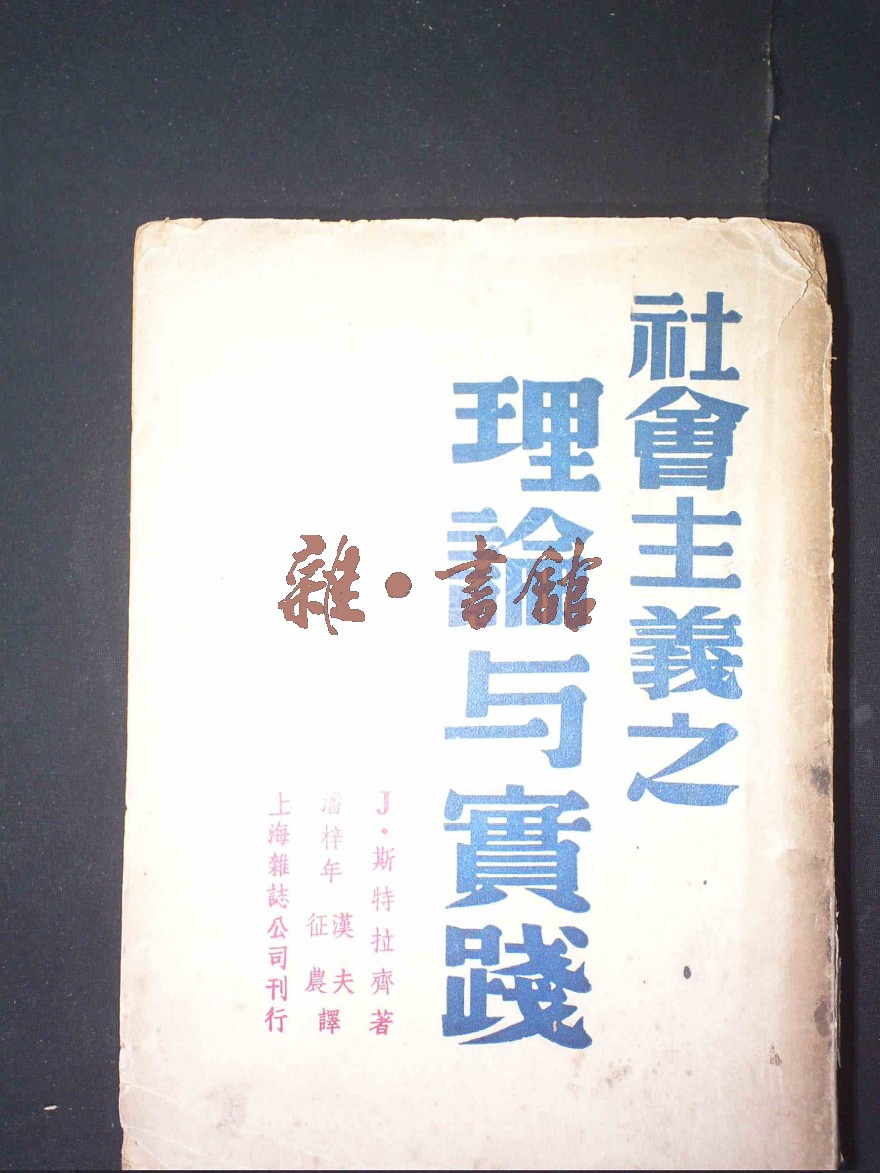 社會主義之
理論与實踐
J·斯特拉齊著
潘梓年 漢夫 征農 譯
上海雜誌公司刊行
雜·書館